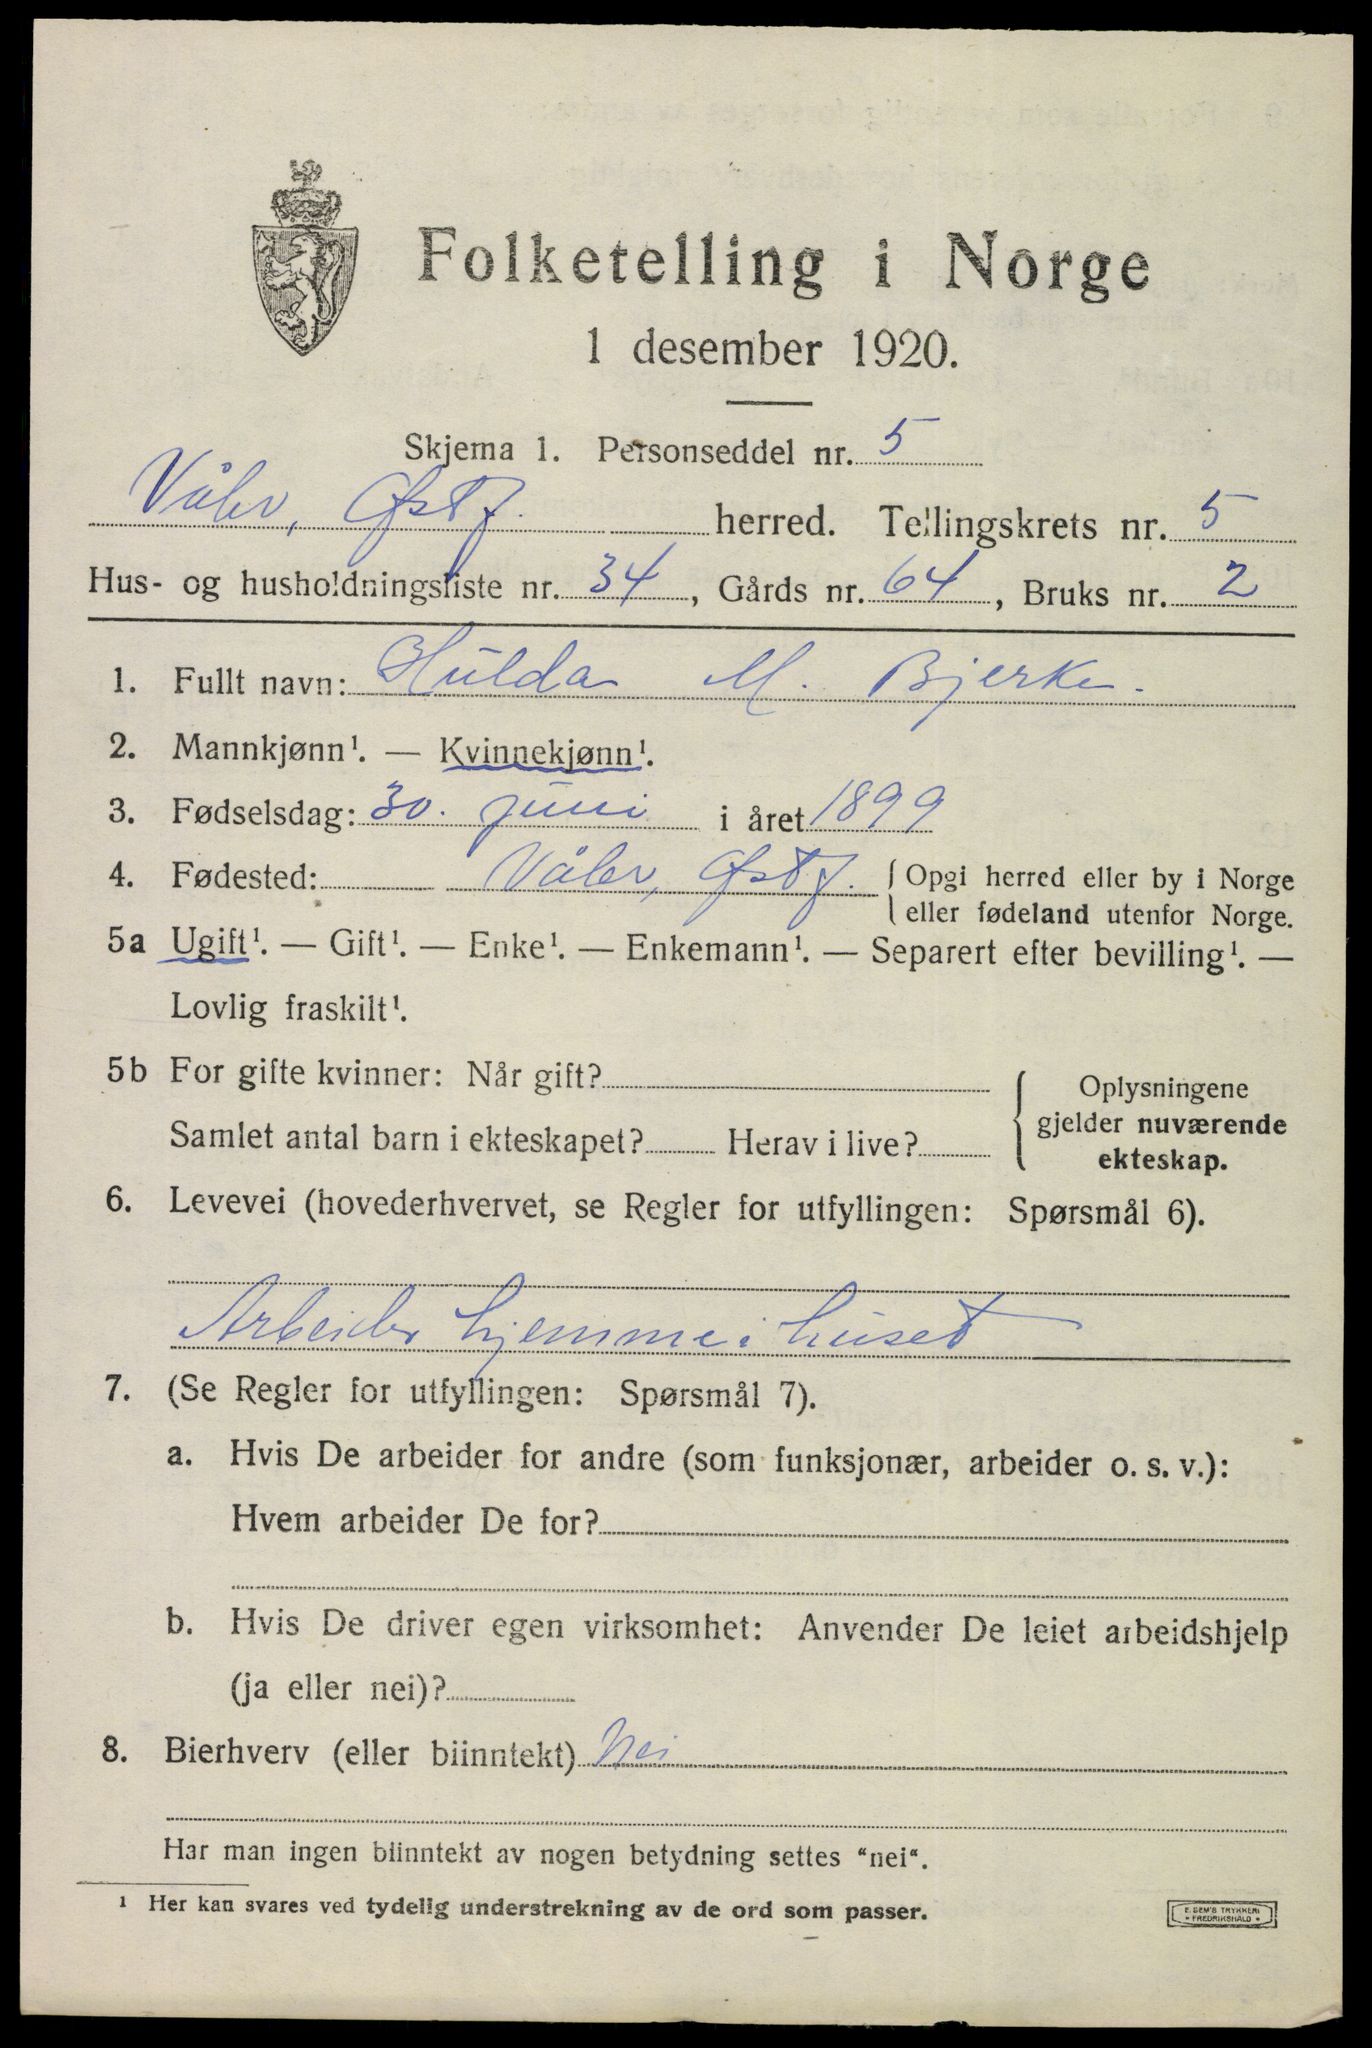 Folketelling i Norge
1 desember 1920.
Skjema 1. Personseddel nr. 5
Våler, Østf. herred. Tellingskrets nr. 5
Hus- og husholdningsliste nr. 34, Gårds nr. 64, Bruks nr. 2
1. Fullt navn: Hulda M. Bjerke.
2. Mannkjønn¹. — Kvinnekjønn¹.
3. Fødselsdag: 30. juni i året 1899
4. Fødested: Våler, Østf. Opgi herred eller by i Norge
eller fødeland utenfor Norge.
5a Ugift¹. — Gift¹. — Enke¹. — Enkemann¹. — Separert efter bevilling¹. —
Lovlig fraskilt¹.
5b For gifte kvinner: Når gift?
Samlet antal barn i ekteskapet? Herav i live?
Oplysningene
gjelder nuværende
ekteskap.
6. Levevei (hovederhvervet, se Regler for utfyllingen: Spørsmål 6).
Arbeider hjemme i huset
7. (Se Regler for utfyllingen: Spørsmål 7).
a. Hvis De arbeider for andre (som funksjonær, arbeider o. s. v.):
Hvem arbeider De for?
b. Hvis De driver egen virksomhet: Anvender De leiet arbeidshjelp
(ja eller nei)?
8. Bierhverv (eller biinntekt) Nei
Har man ingen biinntekt av nogen betydning settes "nei".
¹ Her kan svares ved tydelig understrekning av de ord som passer.
E. SEM'S TRYKKERI
• FREDRIKSHALD •